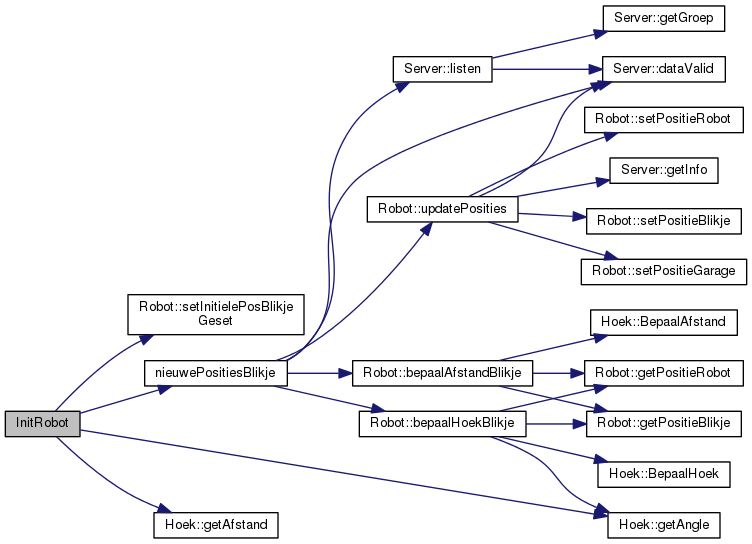 Server::getGroep
Server::listen
Server::dataValid
Robot::setPositieRobot
Server::getInfo
Robot::updatePosities
Robot::setPositieBlikje
Robot::setPositieGarage
Robot::setInitielePosBlikje
Geset
Hoek::BepaalAfstand
nieuwePositiesBlikje
Robot::bepaalAfstandBlikje
Robot::getPositieRobot
InitRobot
Robot::bepaalHoekBlikje
Robot::getPositieBlikje
Hoek::BepaalHoek
Hoek::getAfstand
Hoek::getAngle